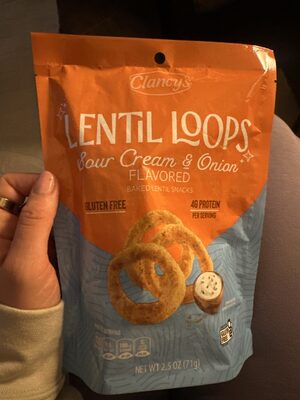 Clancy's
LENTIL LOOPS
Sour Cream & Onion
FLAVORED
BAKED LENTIL SNACKS
GLUTEN FREE
4G PROTEIN
PER SERVING
NET WT 2.5 OZ (71g)